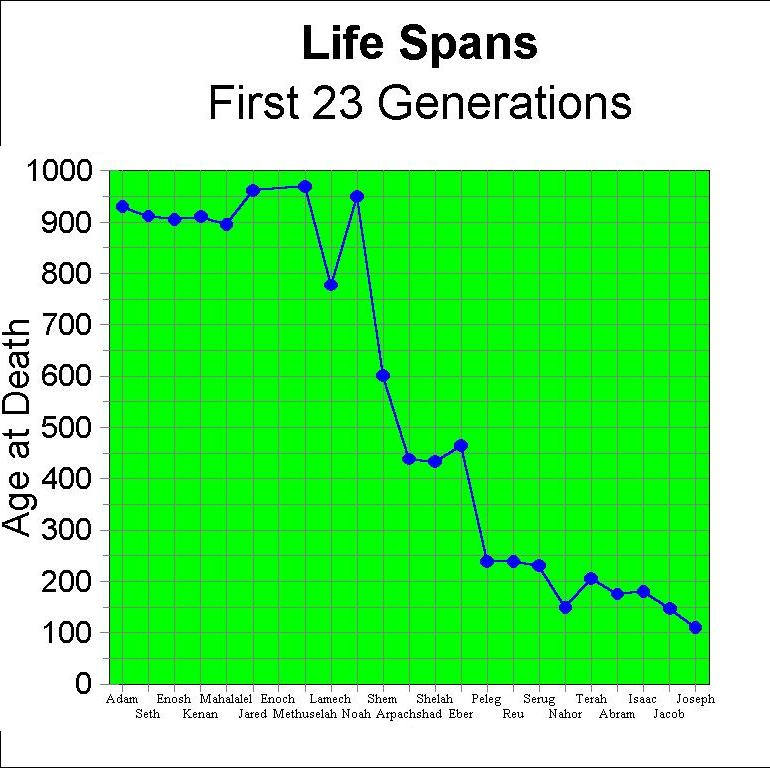 Life Spans
First 23 Generations
1000
900
800
700
600
500
400
300
200
100
0
Age at Death
Adam Enosh Mahalalel Enoch Lamech Shem Shelah Peleg Serug Terah Isaac Joseph
Seth Kenan Jared Methuselah Noah Arpachshad Eber Reu Nahor Abram Jacob